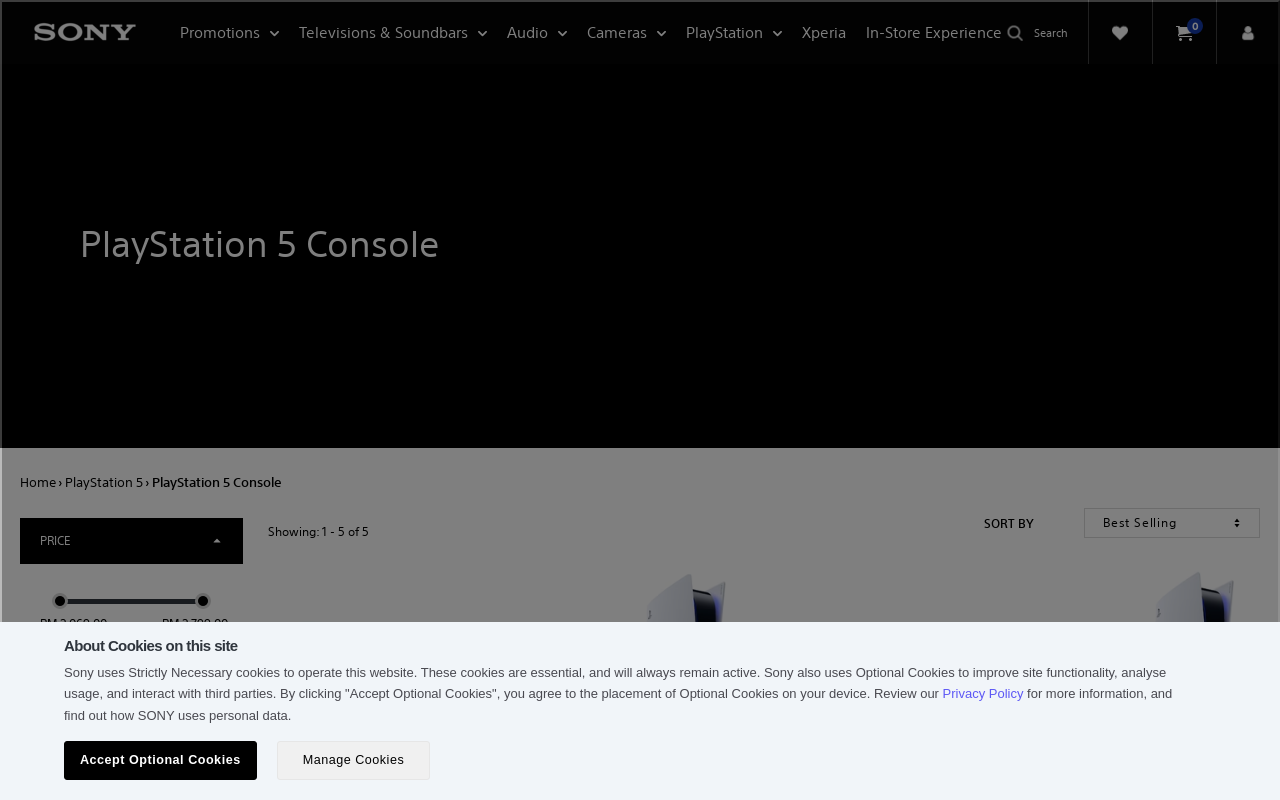 SONY
Promotions
Televisions & Soundbars
Audio
Cameras
PlayStation
Xperia
In-Store Experience
Search
0
PlayStation 5 Console
Home › PlayStation 5 › PlayStation 5 Console
PRICE
Showing: 1 - 5 of 5
SORT BY
Best Selling
About Cookies on this site
Sony uses Strictly Necessary cookies to operate this website. These cookies are essential, and will always remain active. Sony also uses Optional Cookies to improve site functionality, analyse
usage, and interact with third parties. By clicking "Accept Optional Cookies", you agree to the placement of Optional Cookies on your device. Review our Privacy Policy for more information, and
find out how SONY uses personal data.
Accept Optional Cookies
Manage Cookies